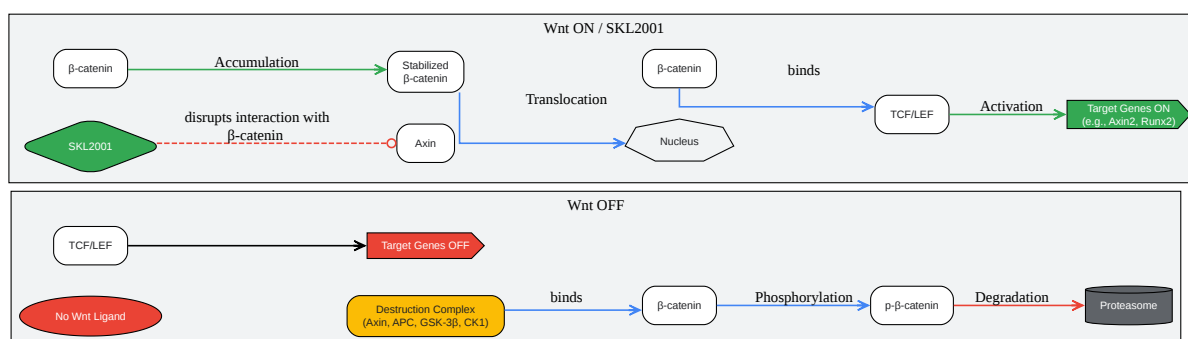 Wnt ON / SKL2001
β-catenin
Accumulation
Stabilized
β-catenin
β-catenin
binds
Translocation
TCF/LEF
Activation
Target Genes ON
(e.g., Axin2, Runx2)
SKL2001
disrupts interaction with
β-catenin
Axin
Nucleus
Wnt OFF
TCF/LEF
Target Genes OFF
No Wnt Ligand
Destruction Complex
(Axin, APC, GSK-3β, CK1)
binds
β-catenin
Phosphorylation
p-β-catenin
Degradation
Proteasome